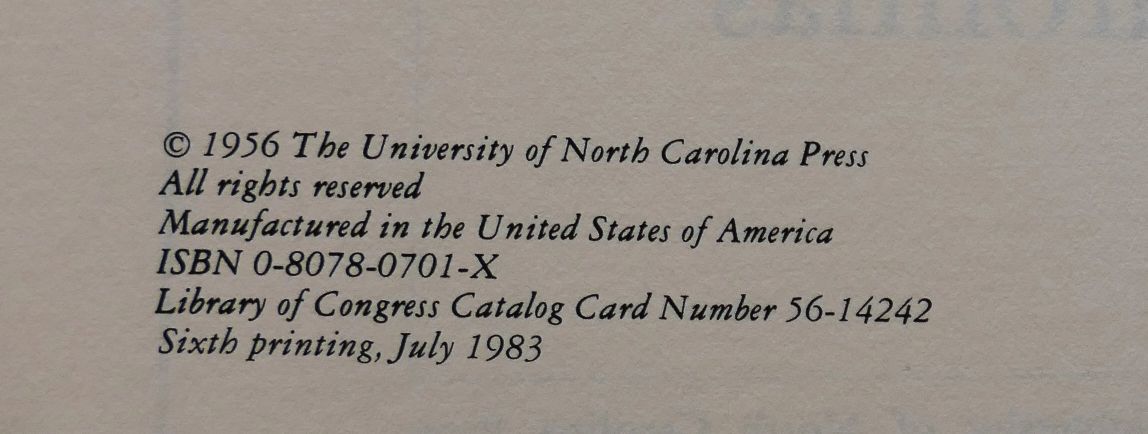 © 1956 The University of North Carolina Press
All rights reserved
Manufactured in the United States of America
ISBN 0-8078-0701-X
Library of Congress Catalog Card Number 56-14242
Sixth printing, July 1983